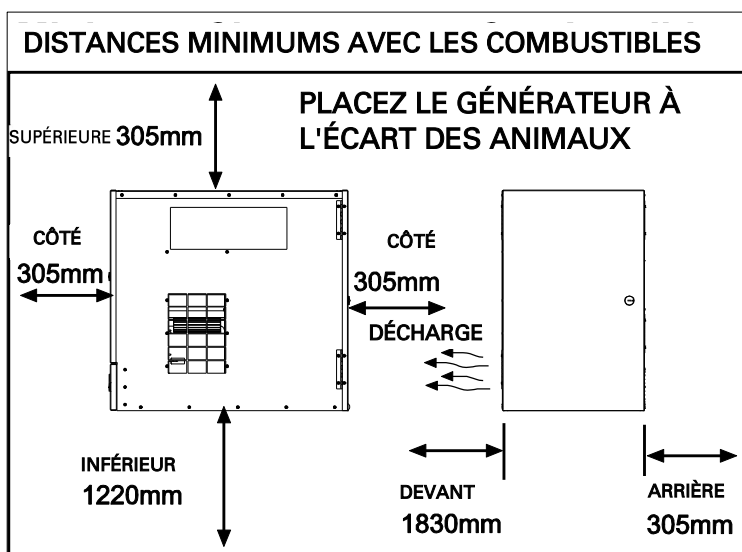 DISTANCES MINIMUMS AVEC LES COMBUSTIBLES
PLACEZ LE GÉNÉRATEUR À
L'ÉCART DES ANIMAUX
SUPÉRIEURE 305mm
CÔTÉ
305mm
CÔTÉ
305mm
DÉCHARGE
INFÉRIEUR
1220mm
DEVANT
1830mm
ARRIÈRE
305mm